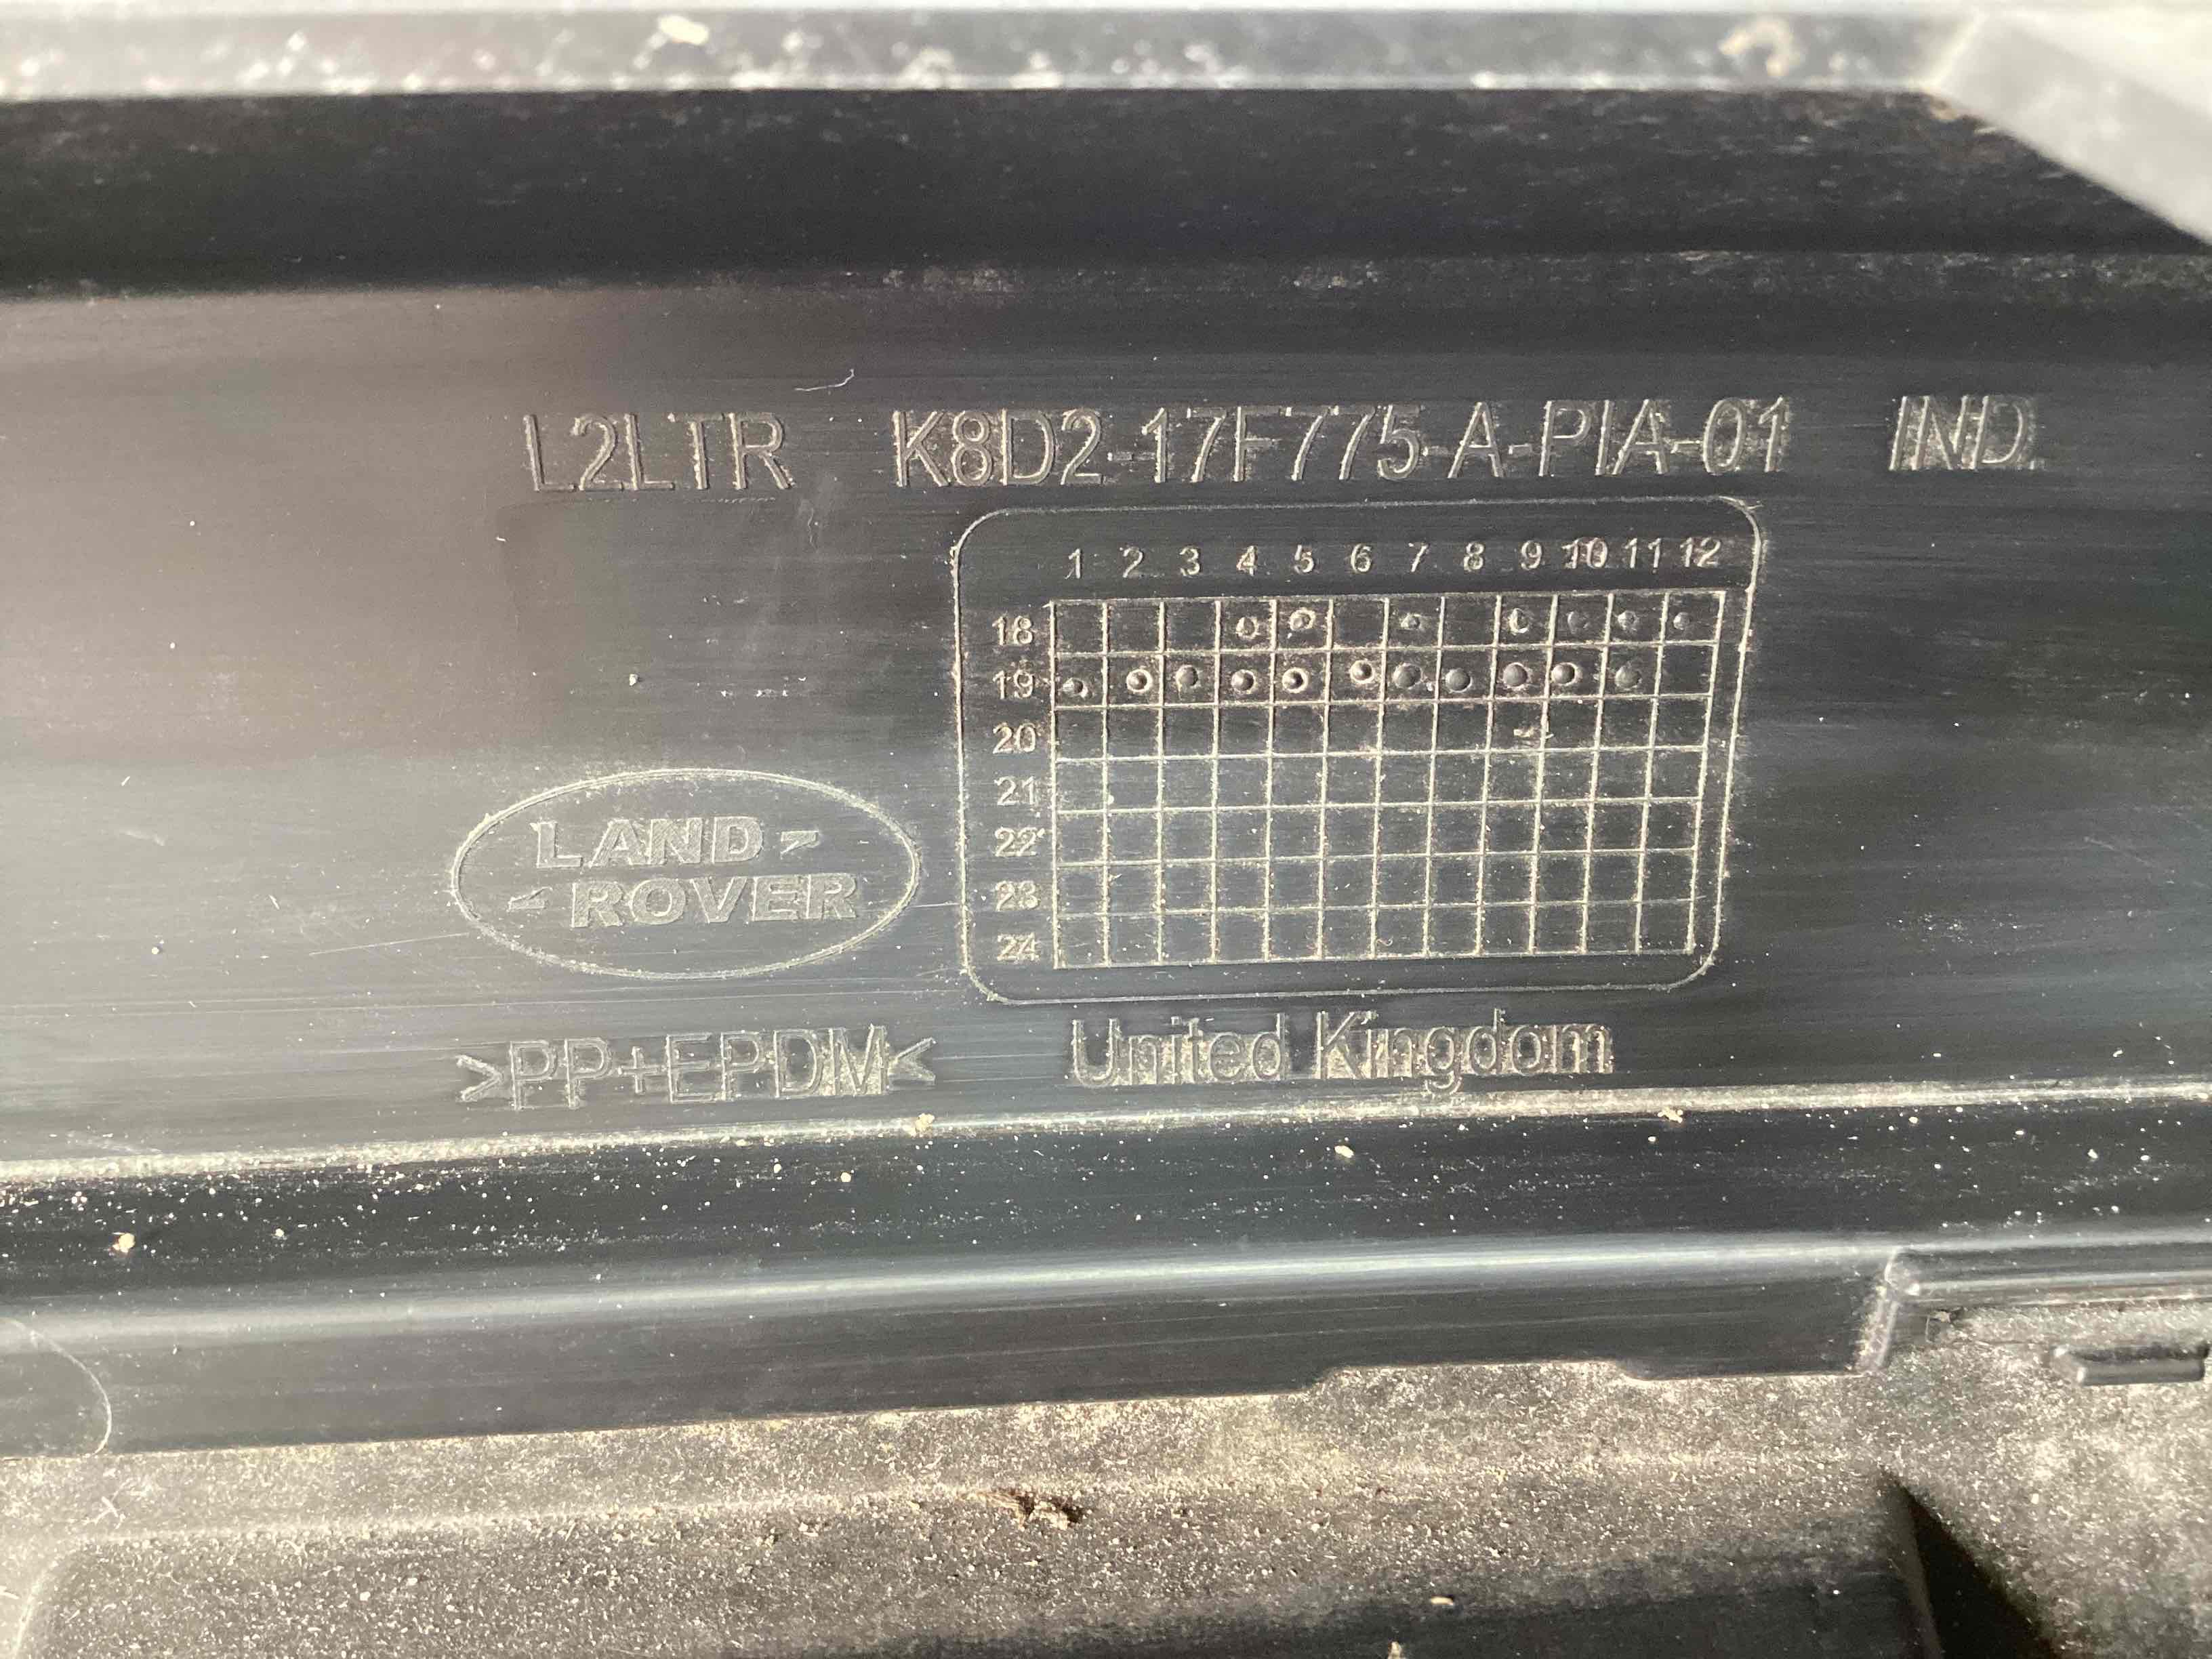 L2LTR K8D2-17F775-A-PIA-01 IND.
1 2 3 4 5 6 7 8 9 10 11 12
18
19
20
21
22
23
24
LAND
ROVER
>PP+EPDM<
United Kingdom